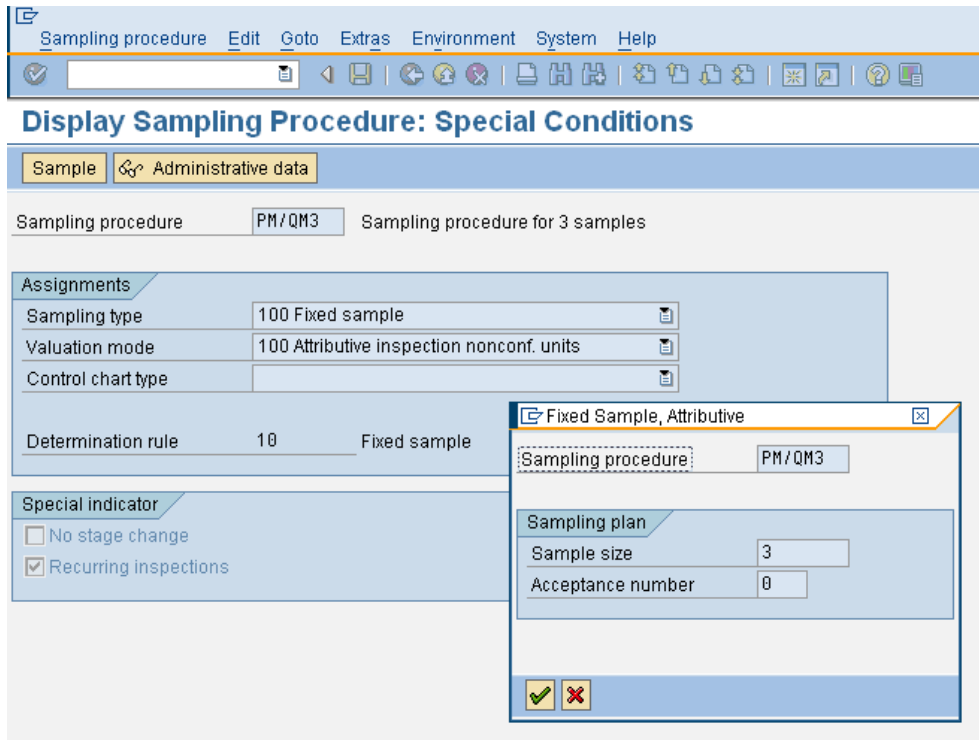 Sampling procedure Edit Goto Extras Environment System Help
Display Sampling Procedure: Special Conditions
Sample Administrative data
Sampling procedure PM/QM3 Sampling procedure for 3 samples
Assignments
Sampling type 100 Fixed sample
Valuation mode 100 Attributive inspection nonconf. units
Control chart type
Determination rule 10 Fixed sample
Special indicator
No stage change
Recurring inspections
Fixed Sample, Attributive
Sampling procedure PM/QM3
Sampling plan
Sample size 3
Acceptance number 0